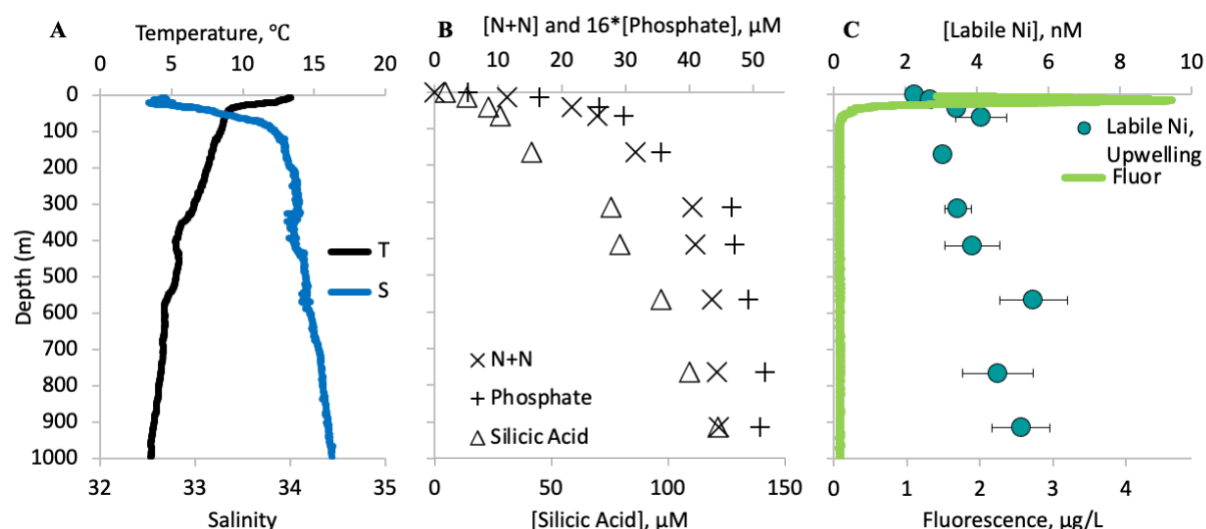 A
Temperature, °C
0 5 10 15 20
B
[N+N] and 16*[Phosphate], µM
0 10 20 30 40 50
C
[Labile Ni], nM
0 2 4 6 8 10
Depth (m)
0
100
200
300
400
500
600
700
800
900
1000
T
S
32 33 34 35
Salinity
N+N
Phosphate
Silicic Acid
0 50 100 150
[Silicic Acid], µM
Labile Ni,
Upwelling
Fluor
0 1 2 3 4
Fluorescence, µg/L